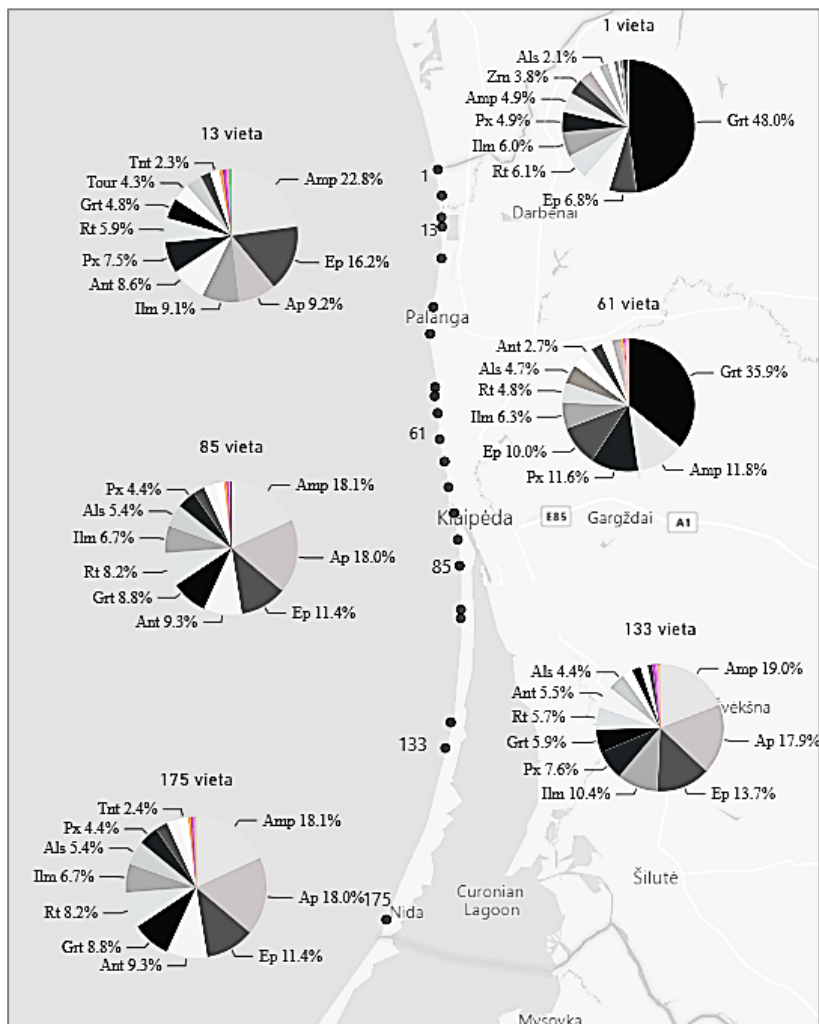 1 vieta
Als 2.1%
Zrn 3.8%
Amp 4.9%
Px 4.9%
Ilm 6.0%
Rt 6.1%
Ep 6.8%
Grt 48.0%
13 vieta
Tnt 2.3%
Tour 4.3%
Grt 4.8%
Rt 5.9%
Px 7.5%
Ant 8.6%
Ilm 9.1%
Ap 9.2%
Ep 16.2%
Amp 22.8%
1
13
Darbėnai
Palanga
61 vieta
Ant 2.7%
Als 4.7%
Rt 4.8%
Ilm 6.3%
Ep 10.0%
Px 11.6%
Amp 11.8%
Grt 35.9%
61
85 vieta
Px 4.4%
Als 5.4%
Ilm 6.7%
Rt 8.2%
Grt 8.8%
Ant 9.3%
Ep 11.4%
Ap 18.0%
Amp 18.1%
Klaipėda
E85
Gargždai
A1
85
133 vieta
Als 4.4%
Ant 5.5%
Rt 5.7%
Grt 5.9%
Px 7.6%
Ilm 10.4%
Ep 13.7%
Ap 17.9%
Amp 19.0%
Švėkšna
133
175 vieta
Tnt 2.4%
Px 4.4%
Als 5.4%
Ilm 6.7%
Rt 8.2%
Grt 8.8%
Ant 9.3%
Ep 11.4%
Ap 18.0%
Amp 18.1%
175
Nida
Curonian
Lagoon
Šilutė
Mysovka